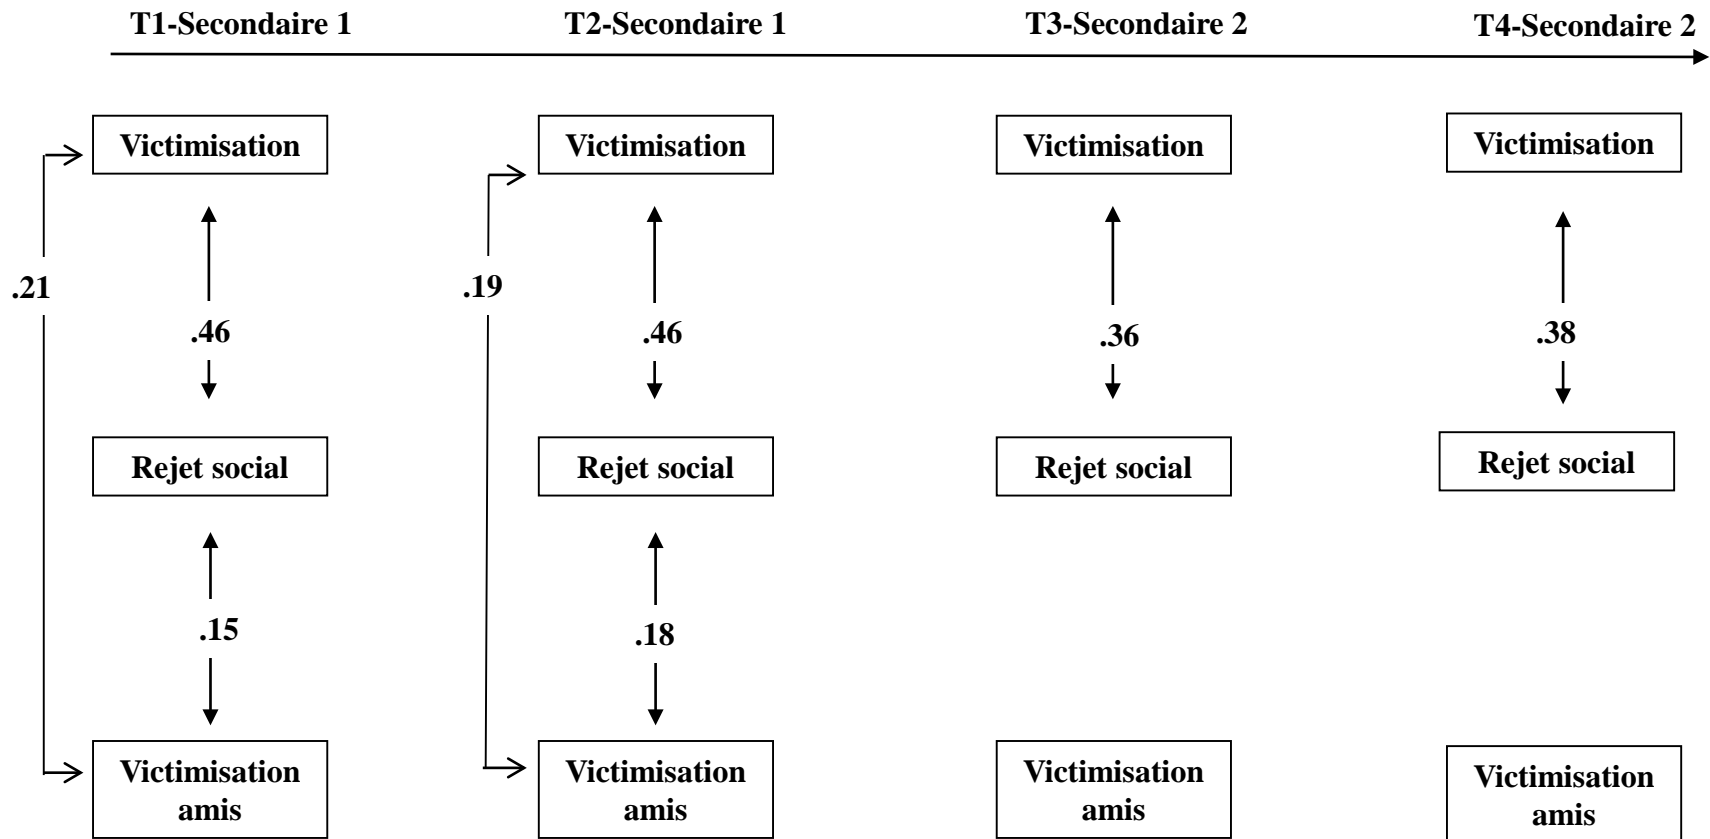 T1-Secondaire 1
T2-Secondaire 1
T3-Secondaire 2
T4-Secondaire 2
Victimisation
Victimisation
Victimisation
Victimisation
.21
.19
.46
.46
.36
.38
Rejet social
Rejet social
Rejet social
Rejet social
.15
.18
Victimisation
amis
Victimisation
amis
Victimisation
amis
Victimisation
amis